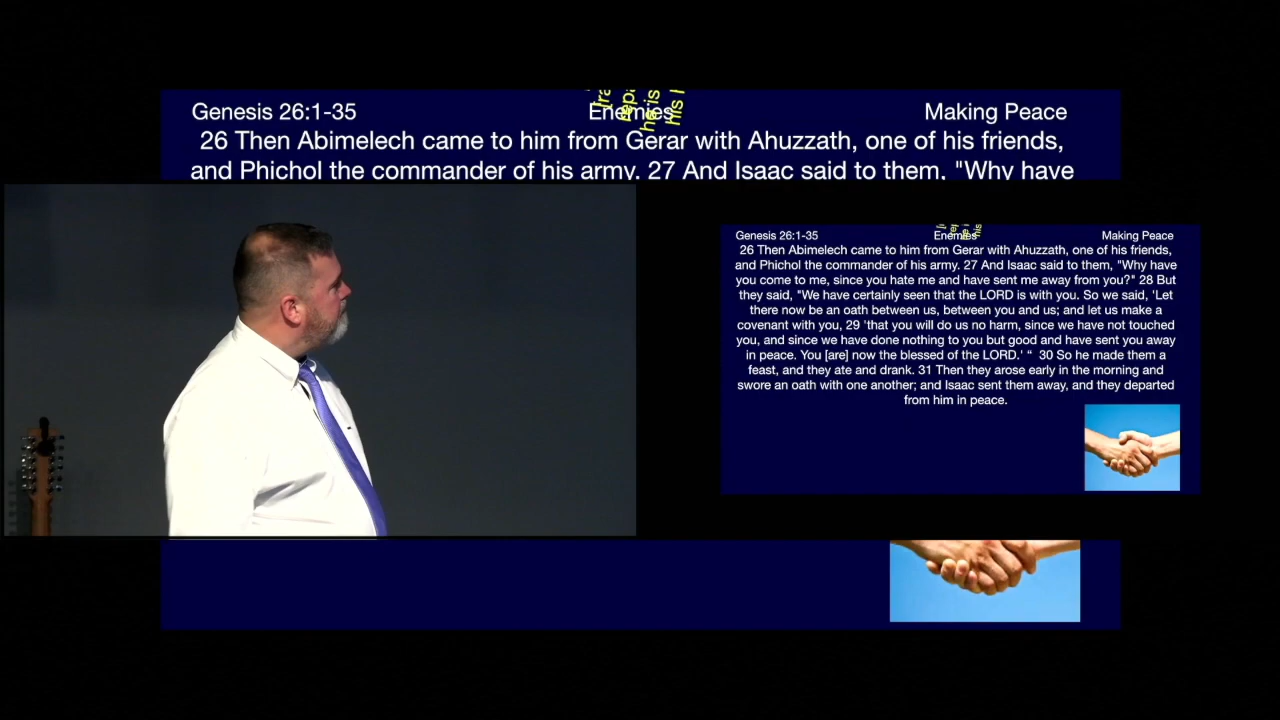 Genesis 26:1-35
Enemies
Making Peace
26 Then Abimelech came to him from Gerar with Ahuzzath, one of his friends,
and Phichol the commander of his army. 27 And Isaac said to them, "Why have
Genesis 26:1-35
Enemies
Making Peace
26 Then Abimelech came to him from Gerar with Ahuzzath, one of his friends,
and Phichol the commander of his army. 27 And Isaac said to them, "Why have
you come to me, since you hate me and have sent me away from you?" 28 But
they said, "We have certainly seen that the LORD is with you. So we said, 'Let
there now be an oath between us, between you and us; and let us make a
covenant with you, 29 'that you will do us no harm, since we have not touched
you, and since we have done nothing to you but good and have sent you away
in peace. You [are] now the blessed of the LORD.' “ 30 So he made them a
feast, and they ate and drank. 31 Then they arose early in the morning and
swore an oath with one another; and Isaac sent them away, and they departed
from him in peace.